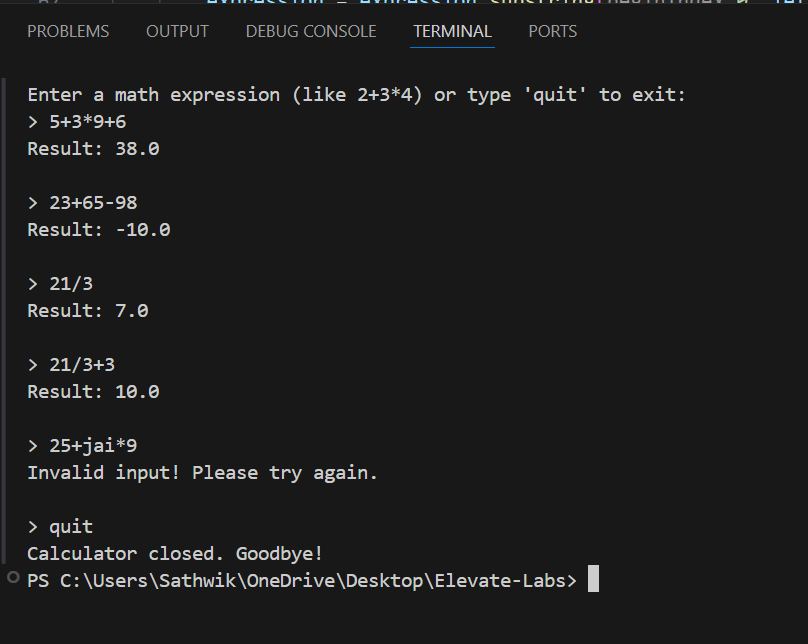 PROBLEMS OUTPUT DEBUG CONSOLE TERMINAL PORTS
Enter a math expression (like 2+3*4) or type 'quit' to exit:
> 5+3*9+6
Result: 38.0
> 23+65-98
Result: -10.0
> 21/3
Result: 7.0
> 21/3+3
Result: 10.0
> 25+jai*9
Invalid input! Please try again.
> quit
Calculator closed. Goodbye!
PS C:\Users\Sathwik\OneDrive\Desktop\Elevate-Labs>